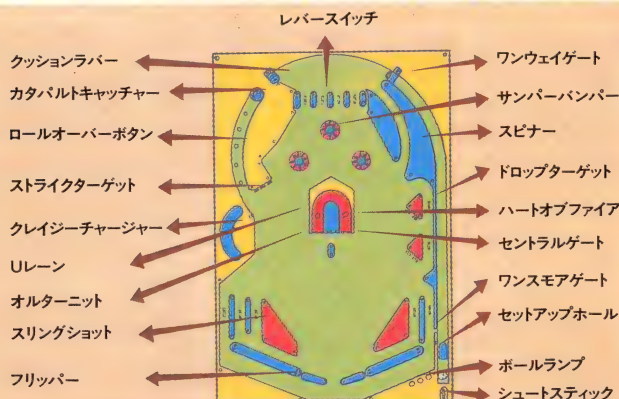 レバースイッチ
クッションラバー
カタパルトキャッチャー
ロールオーバーボタン
ストライクターゲット
クレイジーチャージャー
Uレーン
オルターニット
スリングショット
フリッパー
ワンウェイゲート
サンパーバンパー
スピナー
ドロップターゲット
ハートオブファイア
セントラルゲート
ワンスモアゲート
セットアップホール
ボールランプ
シュートスティック